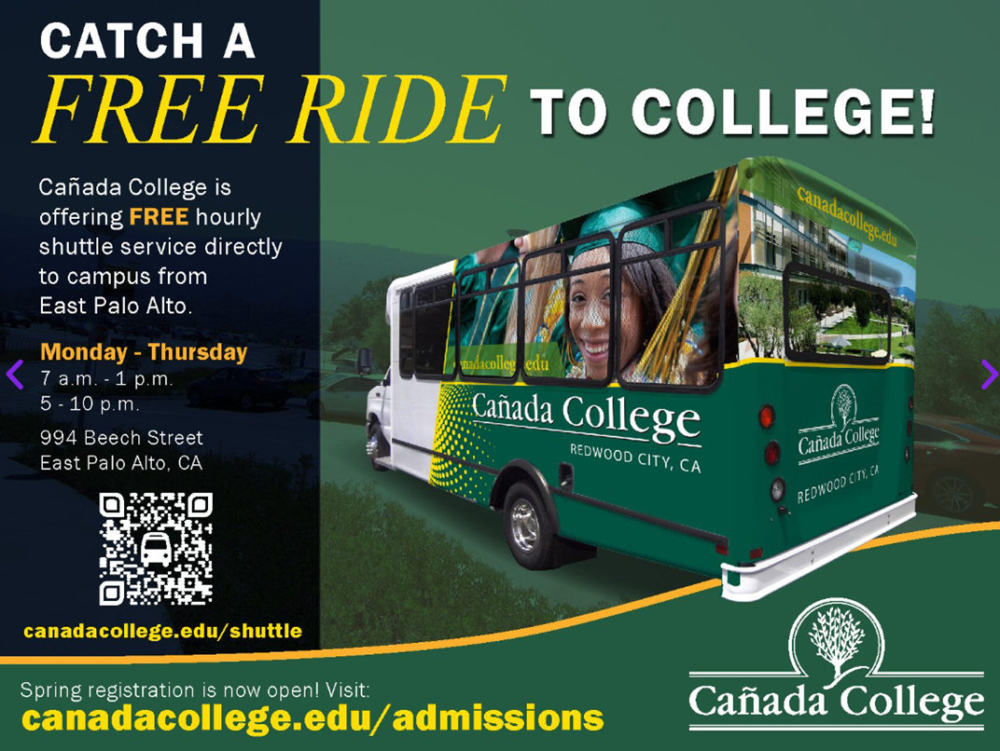 CATCH A
FREE RIDE TO COLLEGE!
Cañada College is
offering FREE hourly
shuttle service directly
to campus from
East Palo Alto.
Monday - Thursday
7 a.m. - 1 p.m.
5 - 10 p.m.
994 Beech Street
East Palo Alto, CA
canadacollege.edu/shuttle
canadacollege.edu
canadacollege.edu
Cañada College
REDWOOD CITY, CA
Cañada College
REDWOOD CITY, CA
Spring registration is now open! Visit:
canadacollege.edu/admissions
Cañada College